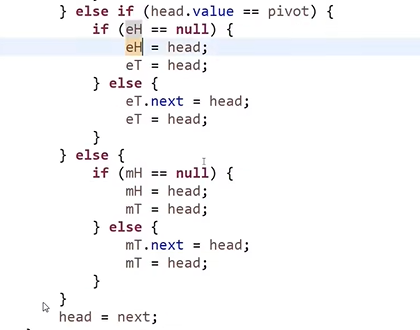 } else if (head.value == pivot) {
if (eH == null) {
eH = head;
eT = head;
} else {
eT.next = head;
eT = head;
}
} else {
if (mH == null) {
mH = head;
mT = head;
} else {
mT.next = head;
mT = head;
}
}
head = next;